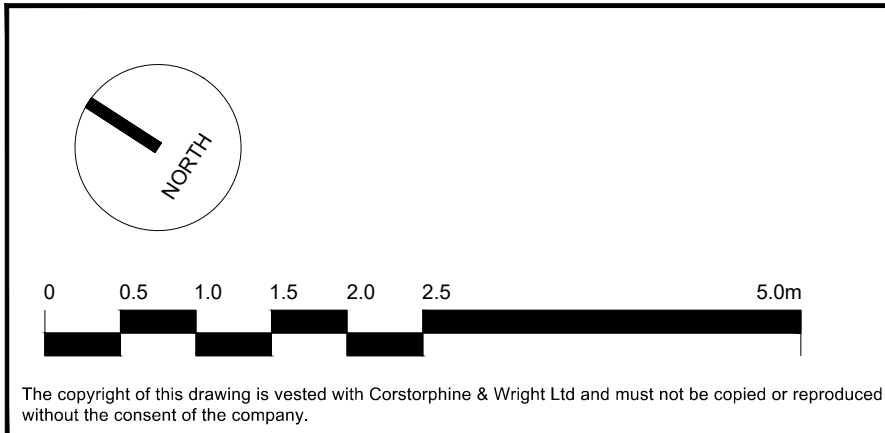 NORTH
0 0.5 1.0 1.5 2.0 2.5 5.0m
The copyright of this drawing is vested with Corstorphine & Wright Ltd and must not be copied or reproduced
without the consent of the company.